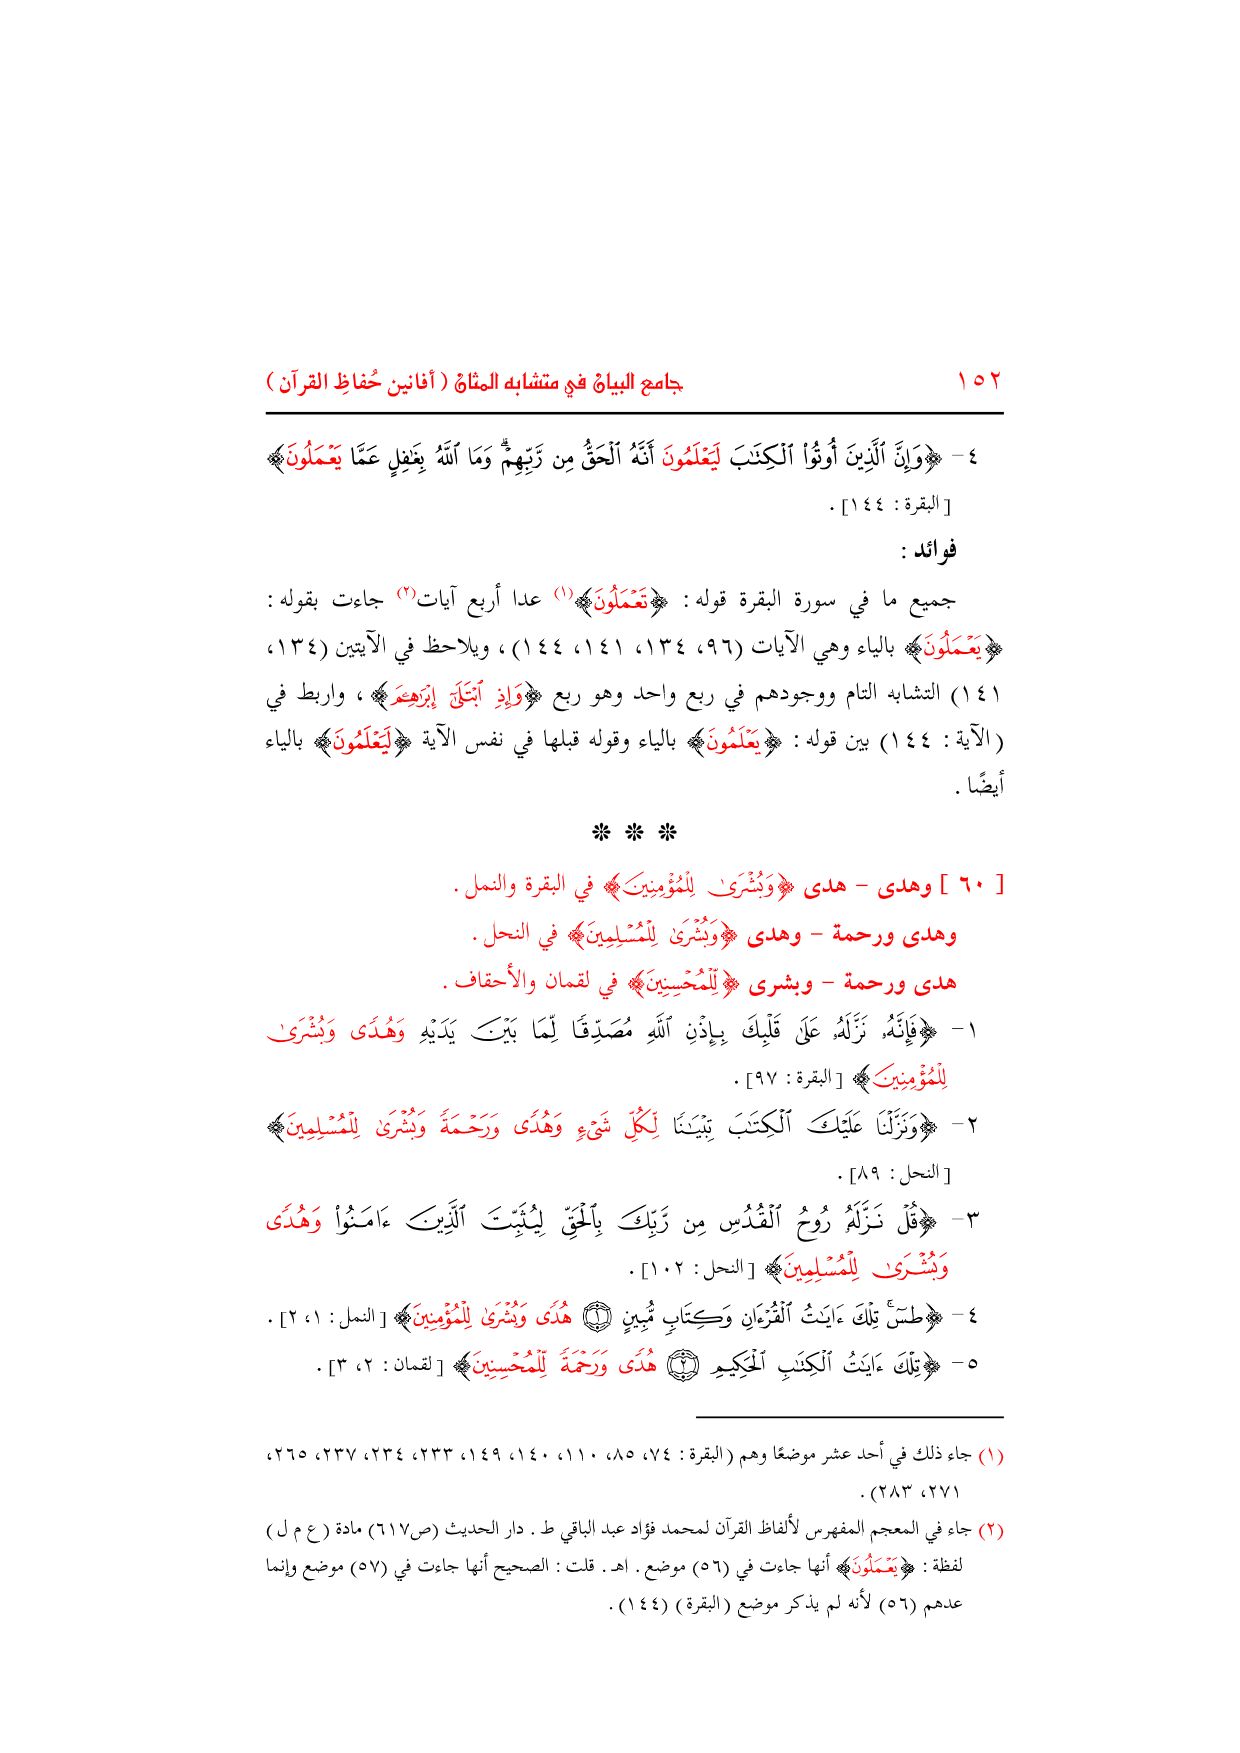 ١٥٢ جامع البيان في متشابه المثان ( أفانين حُفاظِ القرآن )
٤- ﴿وَإِنَّ ٱلَّذِينَ أُوتُوا۟ ٱلْكِتَٰبَ لَيَعْلَمُونَ أَنَّهُ ٱلْحَقُّ مِن رَّبِّهِمْ ۗ وَمَا ٱللَّهُ بِغَٰفِلٍ عَمَّا يَعْمَلُونَ﴾
[البقرة : ١٤٤] .
فوائد :
جميع ما في سورة البقرة قوله : ﴿تَعْمَلُونَ﴾(١) عدا أربع آيات(٢) جاءت بقوله :
﴿يَعْمَلُونَ﴾ بالياء وهي الآيات (٩٦، ١٣٤، ١٤١، ١٤٤) ، ويلاحظ في الآيتين (١٣٤،
١٤١) التشابه التام ووجودهم في ربع واحد وهو ربع ﴿وَإِذِ ٱبْتَلَىٰٓ إِبْرَٰهِـۧمَ﴾ ، واربط في
(الآية : ١٤٤) بين قوله : ﴿يَعْلَمُونَ﴾ بالياء وقوله قبلها في نفس الآية ﴿لَيَعْلَمُونَ﴾ بالياء
أيضًا .
❊ ❊ ❊
[ ٦٠ ] وهدى – هدى ﴿وَبُشْرَىٰ لِلْمُؤْمِنِينَ﴾ في البقرة والنمل .
وهدى ورحمة – وهدى ﴿وَبُشْرَىٰ لِلْمُسْلِمِينَ﴾ في النحل .
هدى ورحمة – وبشرى ﴿لِّلْمُحْسِنِينَ﴾ في لقمان والأحقاف .
١- ﴿فَإِنَّهُۥ نَزَّلَهُۥ عَلَىٰ قَلْبِكَ بِإِذْنِ ٱللَّهِ مُصَدِّقًا لِّمَا بَيْنَ يَدَيْهِ وَهُدًى وَبُشْرَىٰ
لِلْمُؤْمِنِينَ﴾ [البقرة : ٩٧] .
٢- ﴿وَنَزَّلْنَا عَلَيْكَ ٱلْكِتَٰبَ تِبْيَٰنًا لِّكُلِّ شَىْءٍ وَهُدًى وَرَحْمَةً وَبُشْرَىٰ لِلْمُسْلِمِينَ﴾
[النحل : ٨٩] .
٣- ﴿قُلْ نَزَّلَهُۥ رُوحُ ٱلْقُدُسِ مِن رَّبِّكَ بِٱلْحَقِّ لِيُثَبِّتَ ٱلَّذِينَ ءَامَنُوا۟ وَهُدًى
وَبُشْرَىٰ لِلْمُسْلِمِينَ﴾ [النحل : ١٠٢] .
٤- ﴿طسٓ ۚ تِلْكَ ءَايَٰتُ ٱلْقُرْءَانِ وَكِتَابٍ مُّبِينٍ ۝١ هُدًى وَبُشْرَىٰ لِلْمُؤْمِنِينَ﴾ [النمل : ١، ٢] .
٥- ﴿تِلْكَ ءَايَٰتُ ٱلْكِتَٰبِ ٱلْحَكِيمِ ۝٢ هُدًى وَرَحْمَةً لِّلْمُحْسِنِينَ﴾ [لقمان : ٢، ٣] .
(١) جاء ذلك في أحد عشر موضعًا وهم (البقرة : ٧٤، ٨٥، ١١٠، ١٤٠، ١٤٩، ٢٣٣، ٢٣٤، ٢٣٧، ٢٦٥،
٢٧١، ٢٨٣) .
(٢) جاء في المعجم المفهرس لألفاظ القرآن لمحمد فؤاد عبد الباقي ط . دار الحديث (ص٦١٧) مادة (ع م ل)
لفظة : ﴿يَعْمَلُونَ﴾ أنها جاءت في (٥٦) موضع . اهـ . قلت : الصحيح أنها جاءت في (٥٧) موضع وإنما
عدهم (٥٦) لأنه لم يذكر موضع (البقرة) (١٤٤) .